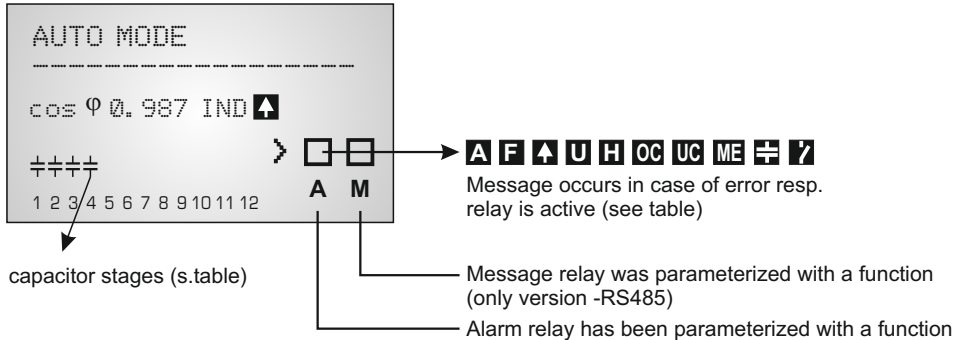 AUTO MODE
cos φ 0.987 IND
A M
1 2 3 4 5 6 7 8 9 10 11 12
A F U H OC UC ME
Message occurs in case of error resp.
relay is active (see table)
capacitor stages (s.table)
Message relay was parameterized with a function
(only version -RS485)
Alarm relay has been parameterized with a function